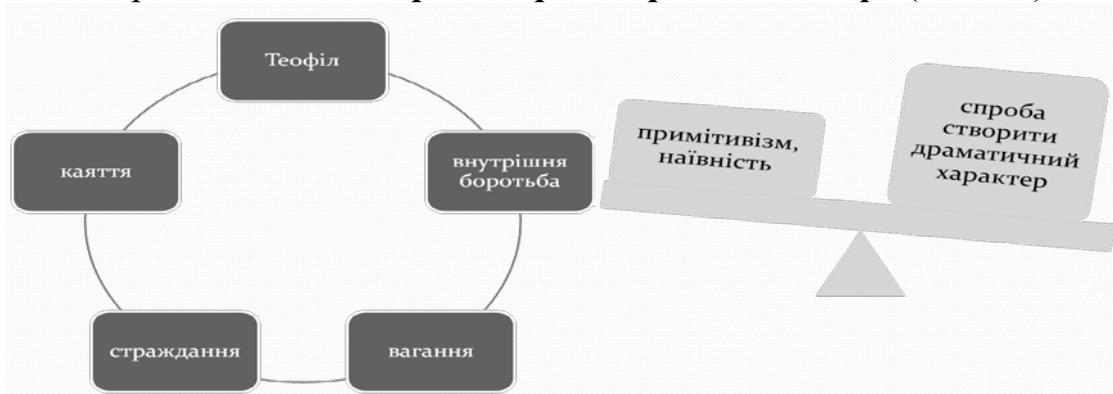 Теофіл
внутрішня
боротьба
вагання
страждання
каяття
примітивізм,
наївність
спроба
створити
драматичний
характер